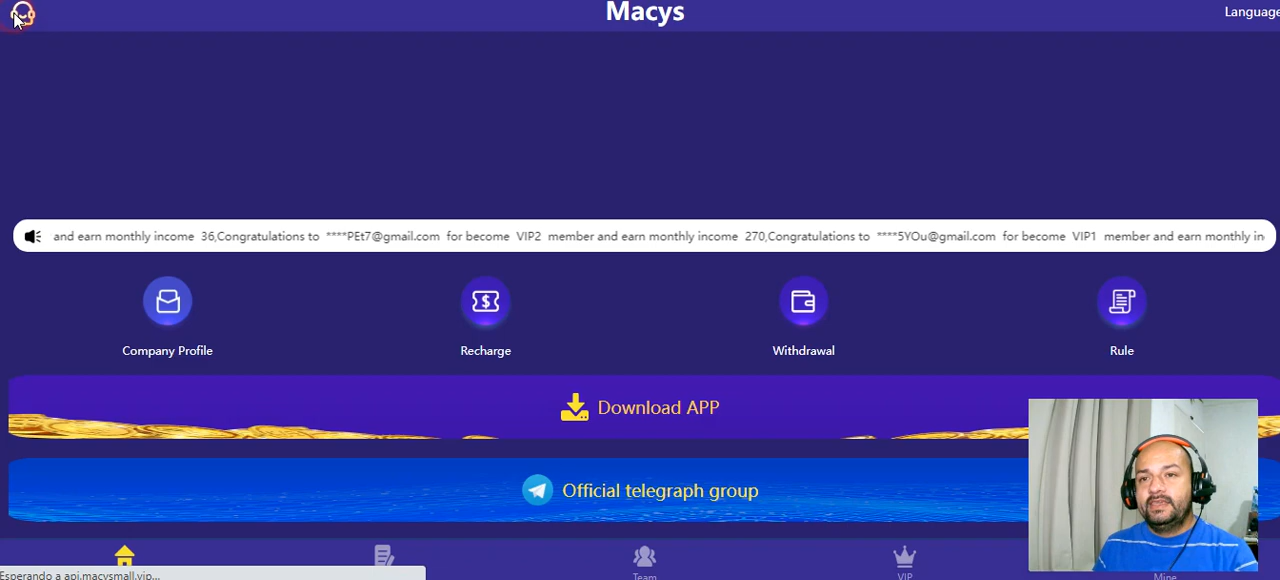 Macys
Language
and earn monthly income 36,Congratulations to ****PEt7@gmail.com for become VIP2 member and earn monthly income 270,Congratulations to ****5YOu@gmail.com for become VIP1 member and earn monthly in
Company Profile
Recharge
Withdrawal
Rule
Download APP
Official telegraph group
Team
VIP
Mine
Esperando a api.macysmall.vip...